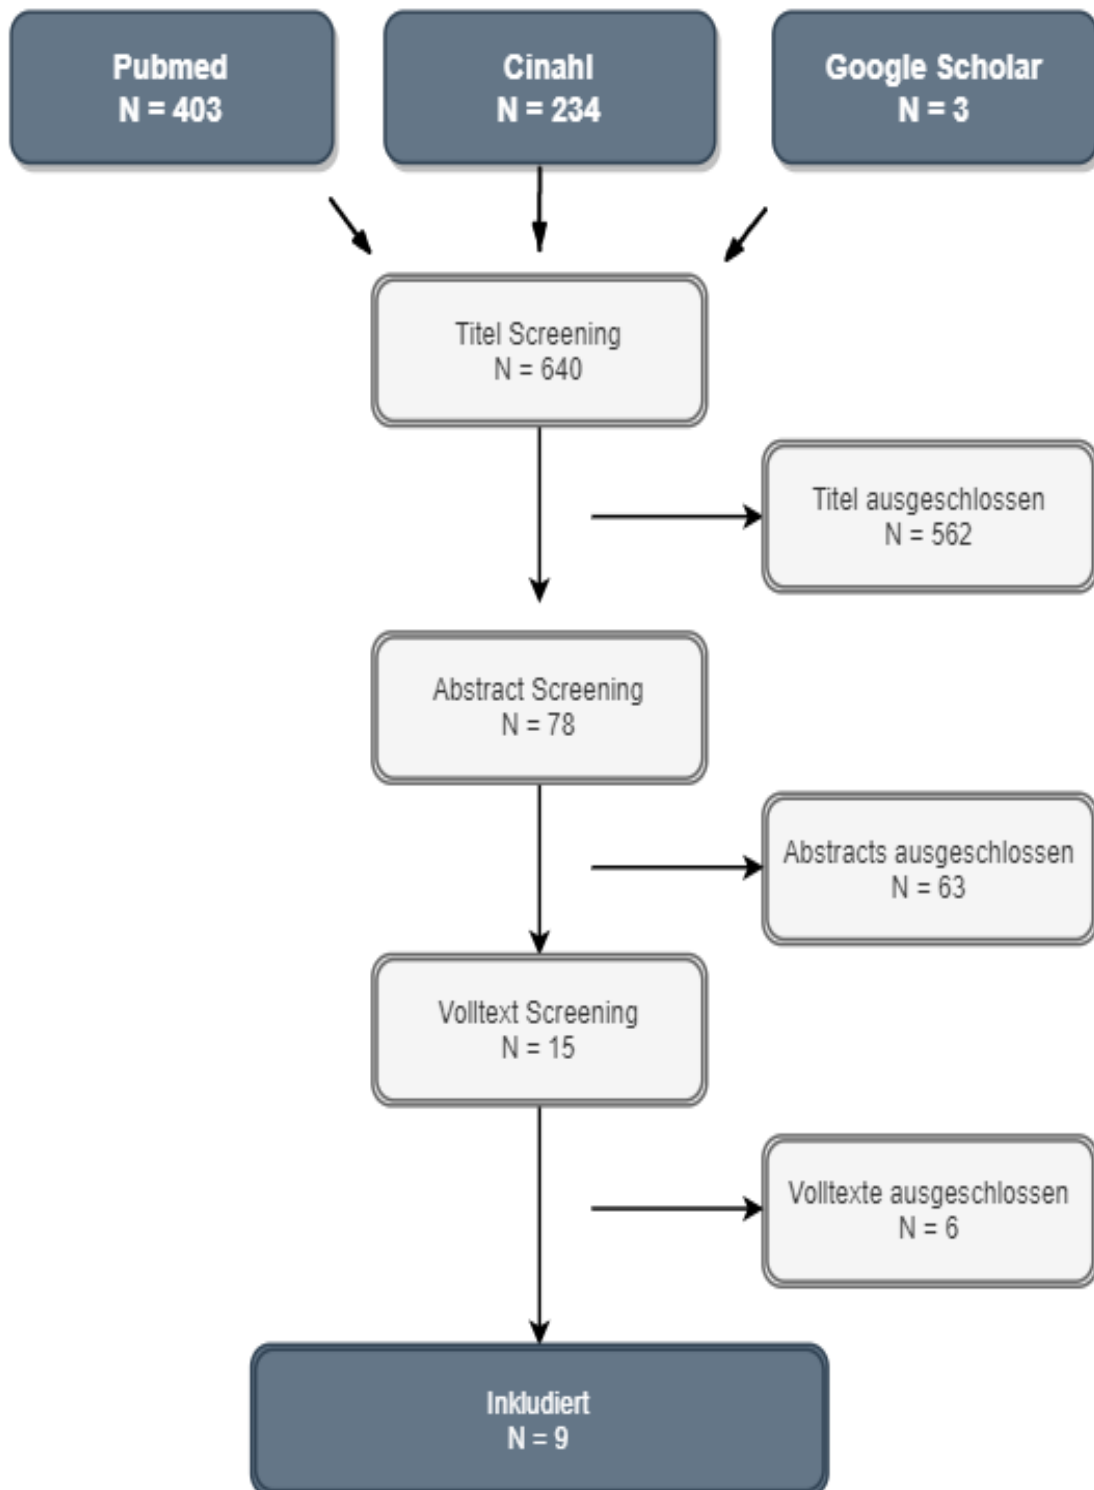 Pubmed
N = 403
Cinahl
N = 234
Google Scholar
N = 3
Titel Screening
N = 640
Titel ausgeschlossen
N = 562
Abstract Screening
N = 78
Abstracts ausgeschlossen
N = 63
Volltext Screening
N = 15
Volltexte ausgeschlossen
N = 6
Inkludiert
N = 9